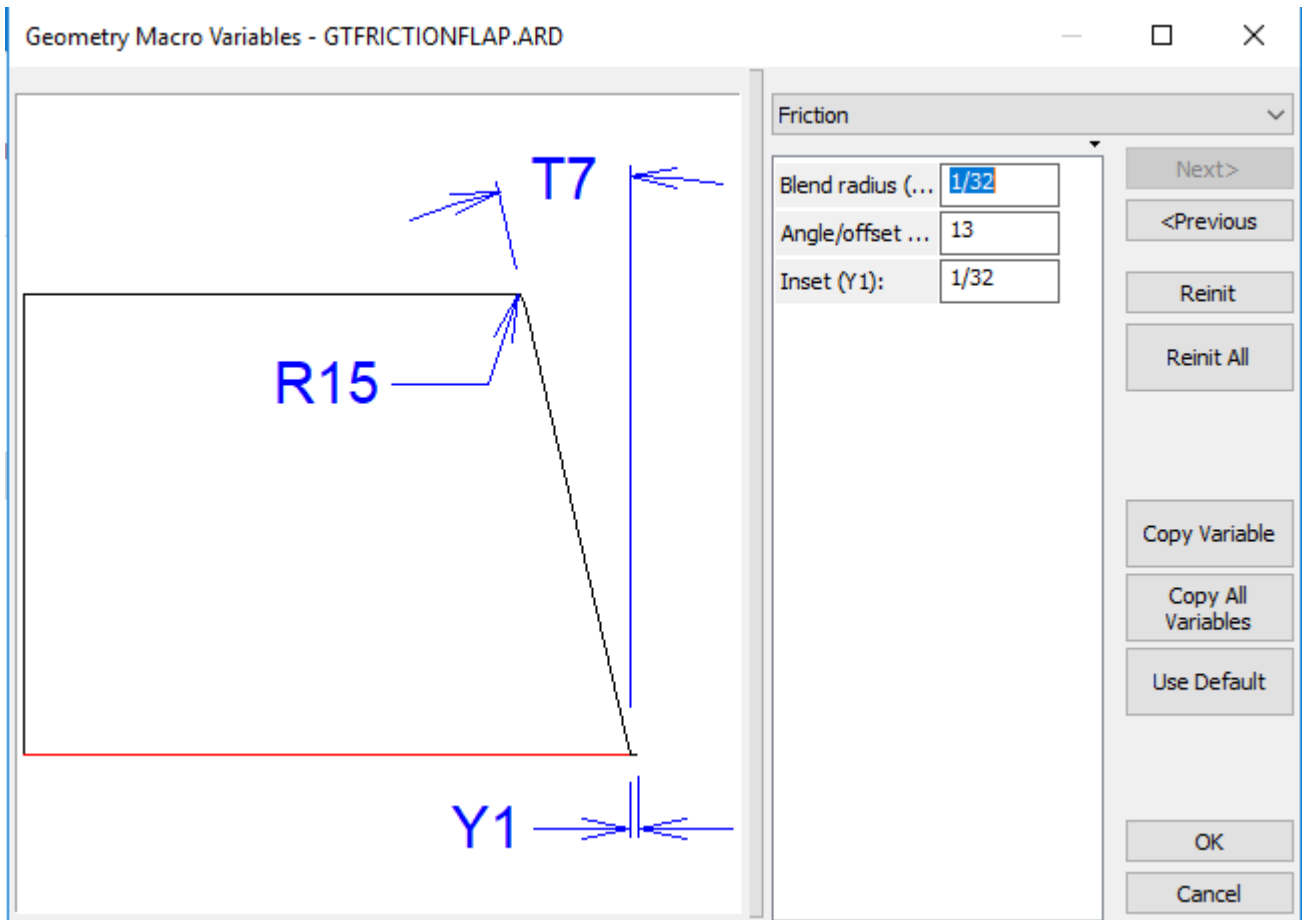 Geometry Macro Variables - GTFRICTIONFLAP.ARD
T7
R15
Y1
Friction
Blend radius (... 1/32
Angle/offset ... 13
Inset (Y1): 1/32
Next>
<Previous
Reinit
Reinit All
Copy Variable
Copy All
Variables
Use Default
OK
Cancel